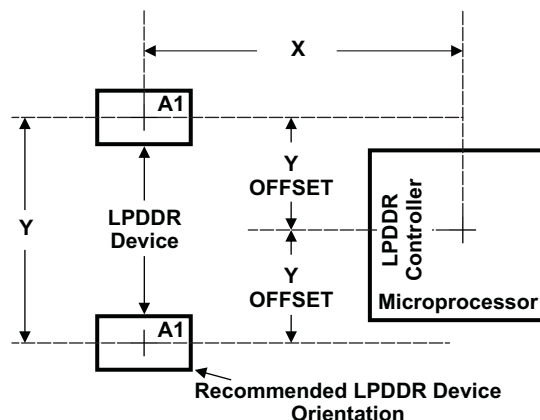 X
A1
Y
OFFSET
Y
LPDDR
Device
LPDDR
Controller
Y
OFFSET
Microprocessor
A1
Recommended LPDDR Device
Orientation